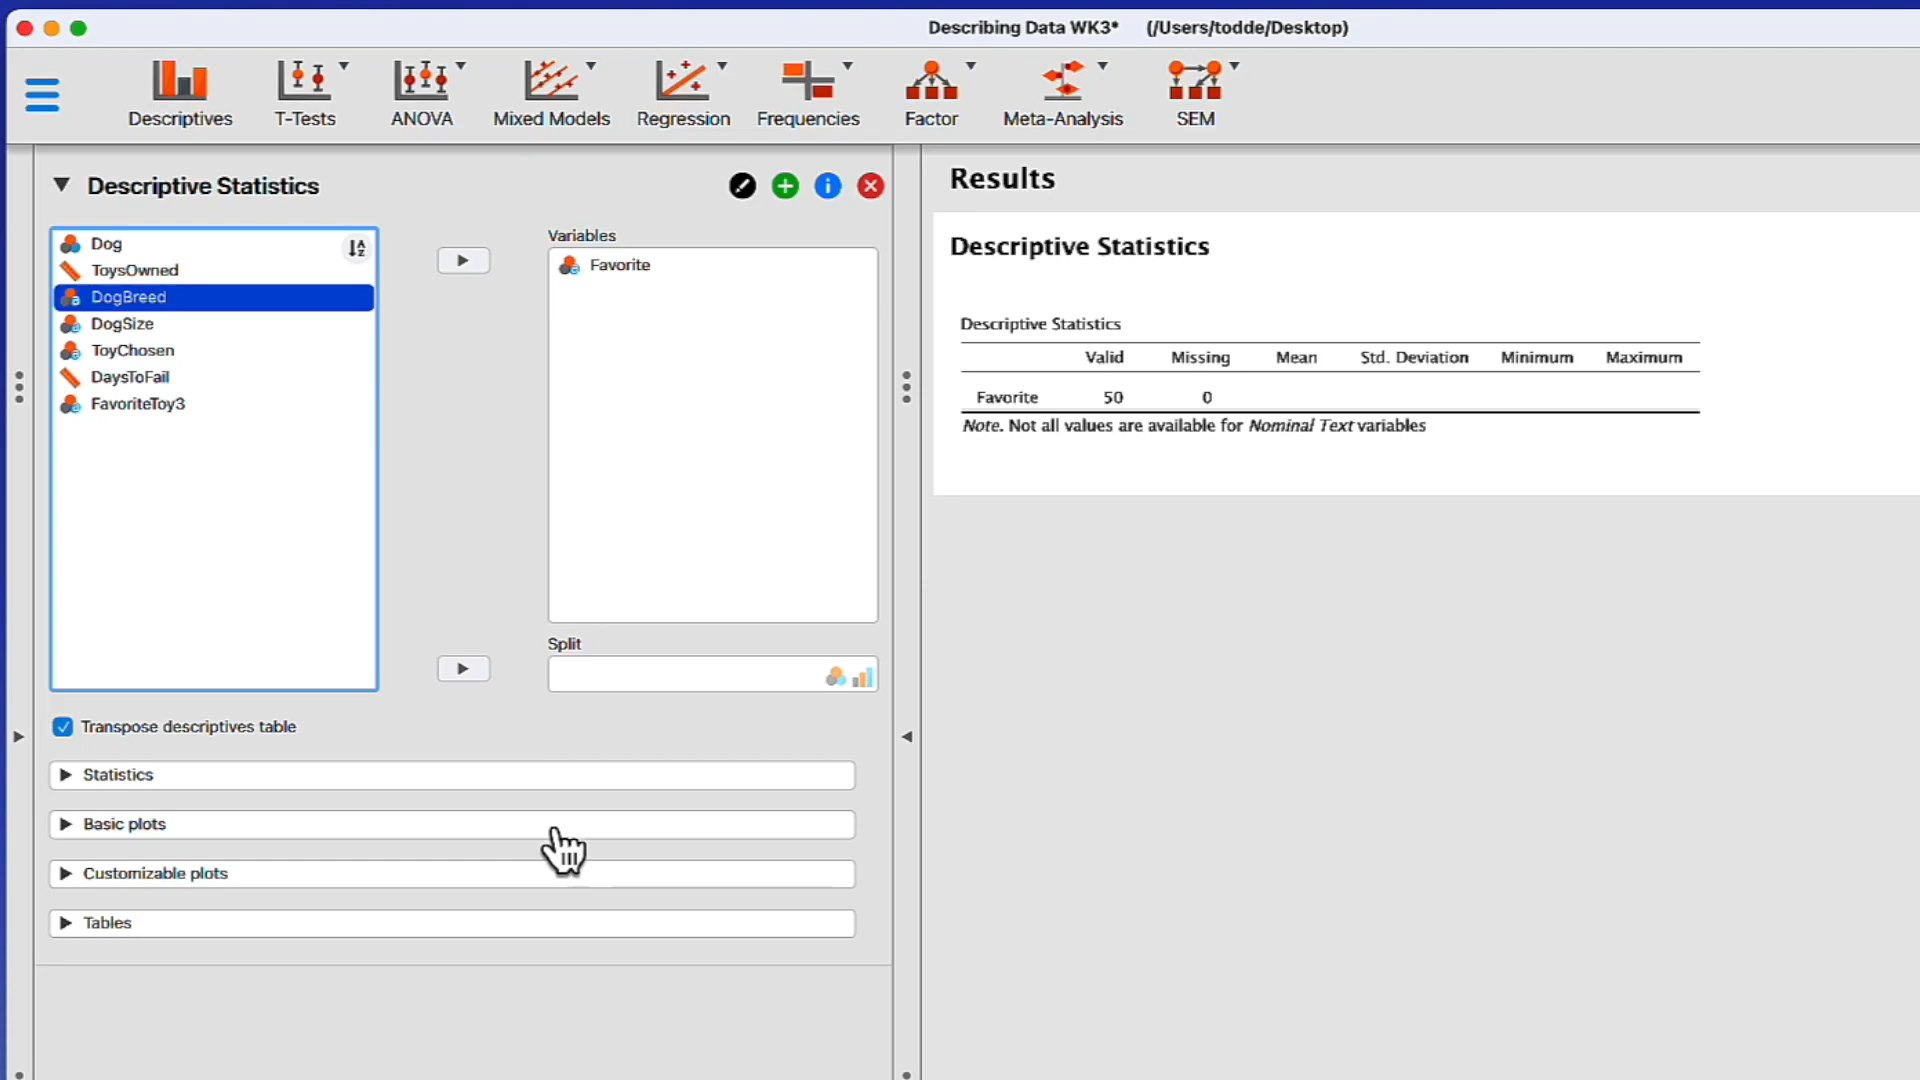 Describing Data WK3* (/Users/todde/Desktop)
Descriptives T-Tests ANOVA Mixed Models Regression Frequencies Factor Meta-Analysis SEM
Descriptive Statistics
Dog
ToysOwned
DogBreed
DogSize
ToyChosen
DaysToFail
FavoriteToy3
Variables
Favorite
Split
Transpose descriptives table
Statistics
Basic plots
Customizable plots
Tables
Results
Descriptive Statistics
Descriptive Statistics
Valid Missing Mean Std. Deviation Minimum Maximum
Favorite 50 0
Note. Not all values are available for Nominal Text variables